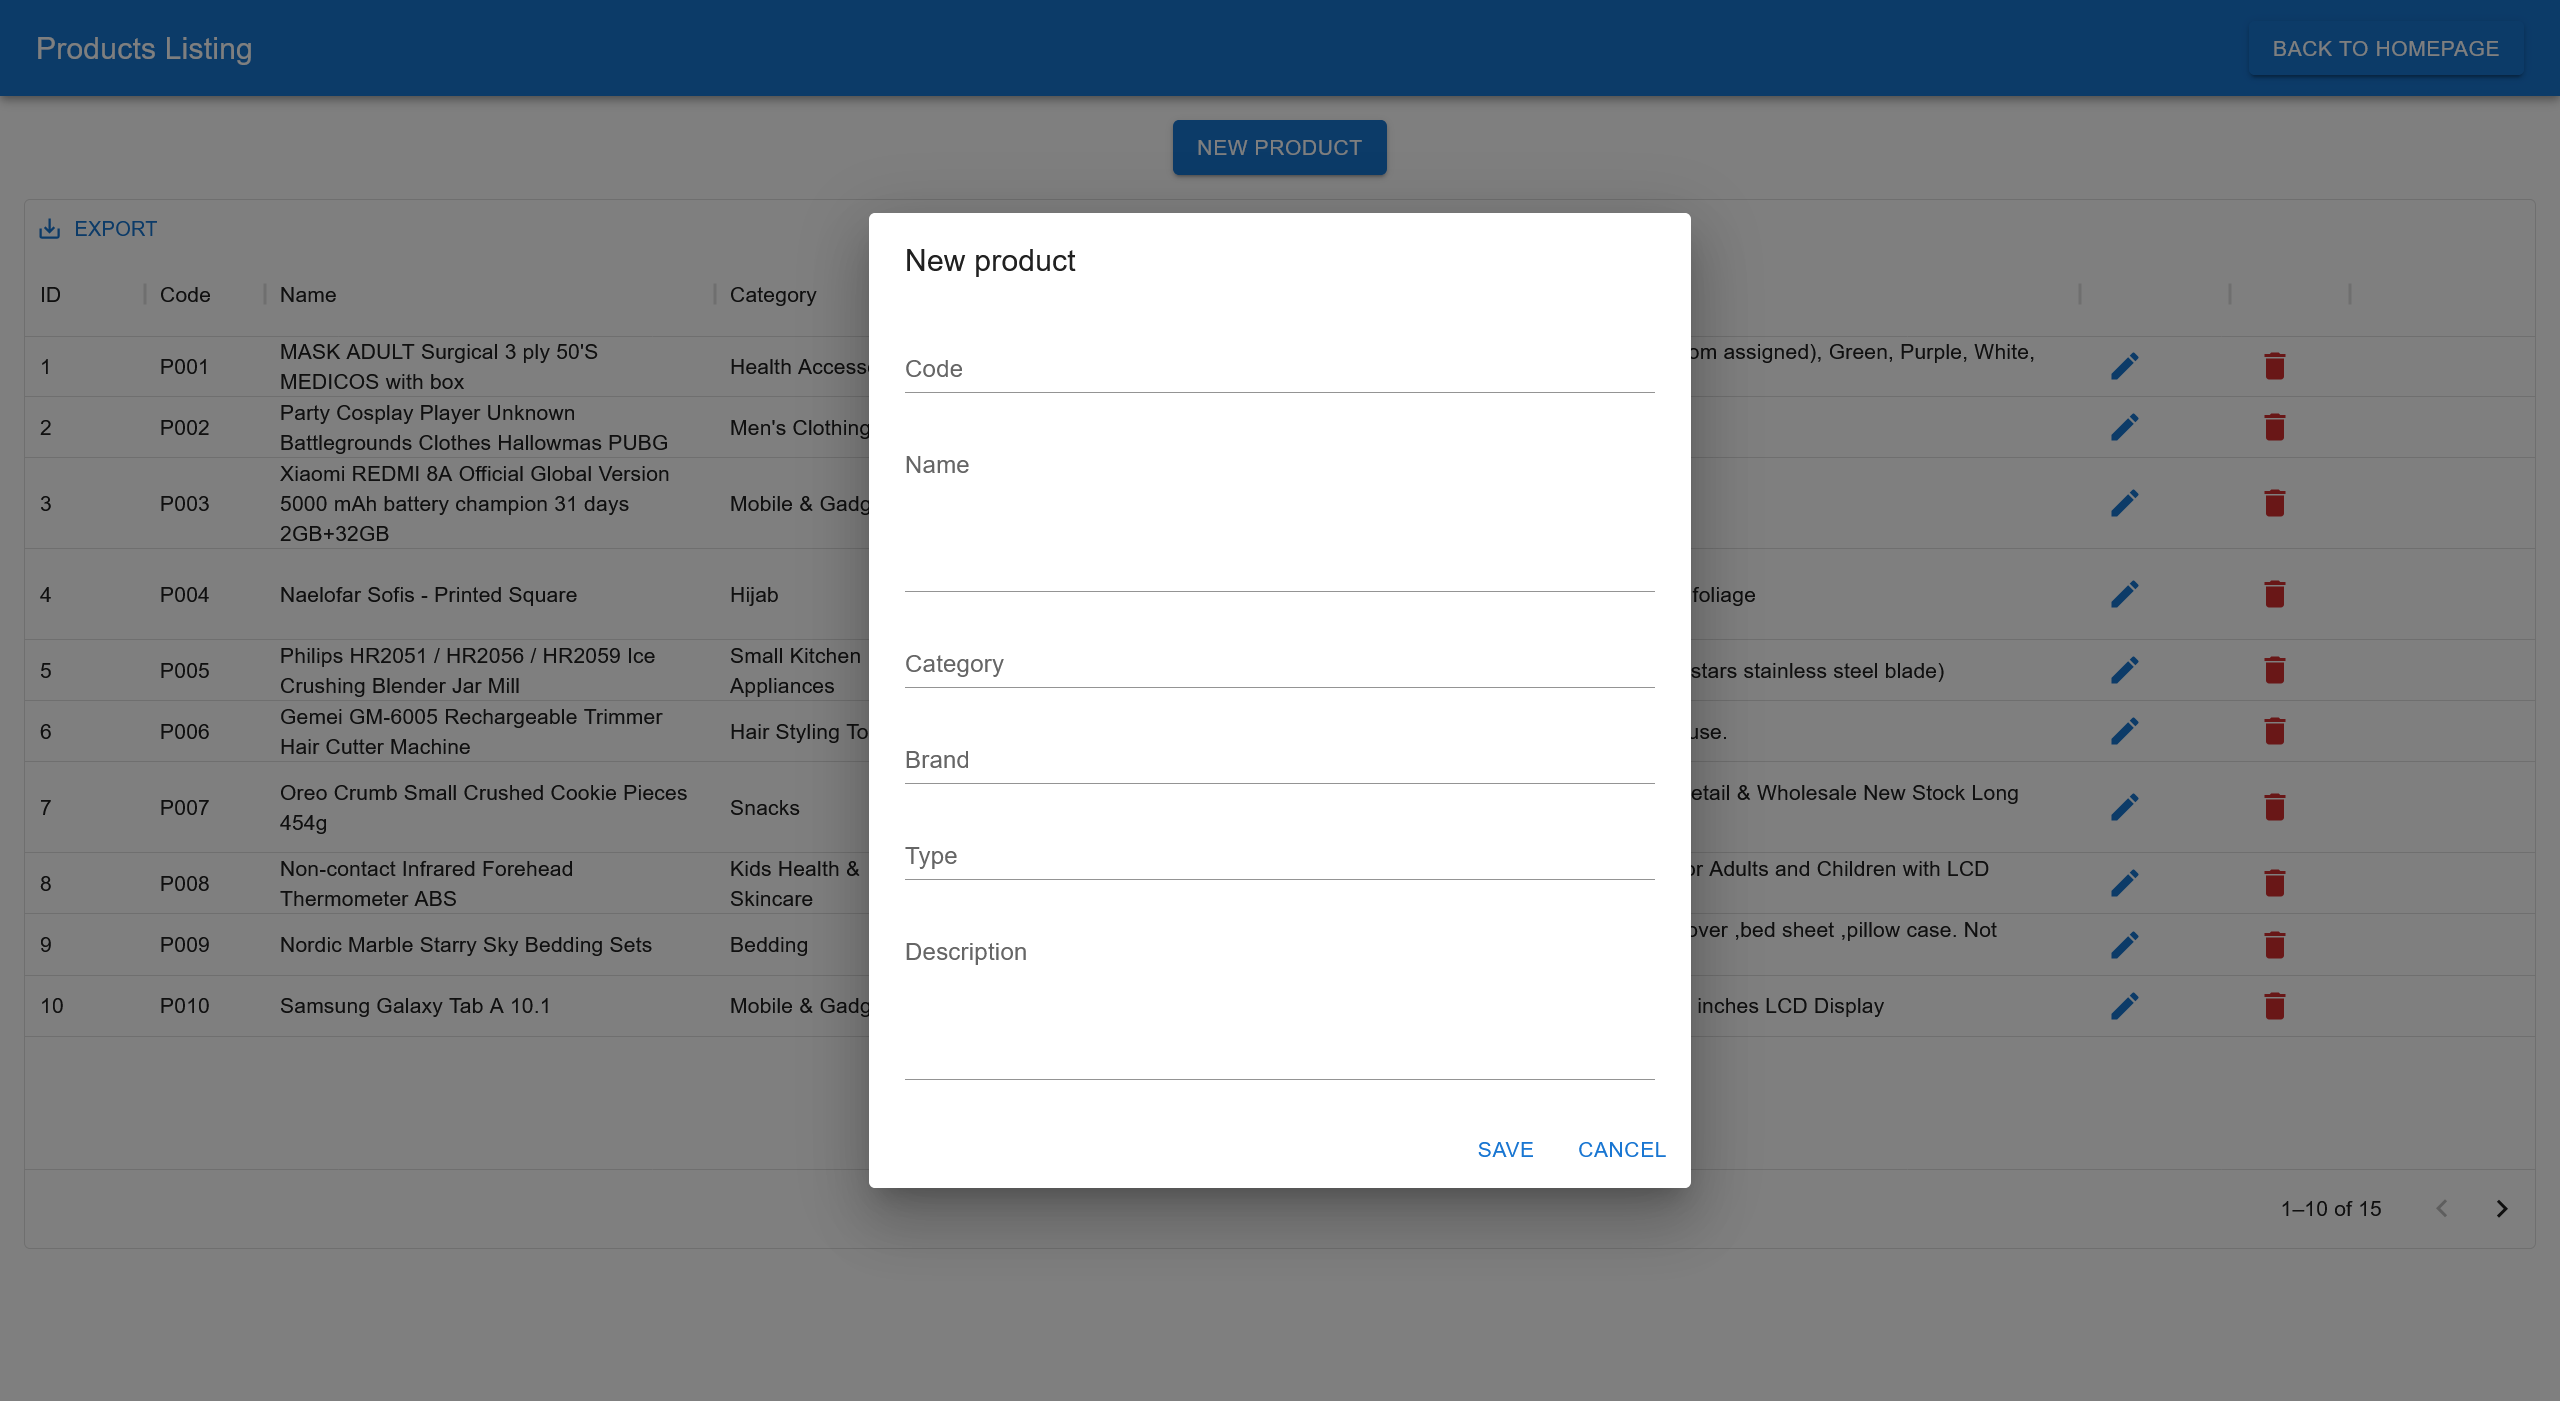 Products Listing
BACK TO HOMEPAGE
NEW PRODUCT
EXPORT
ID Code Name Category
1 P001 MASK ADULT Surgical 3 ply 50'S MEDICOS with box Health assigned), Green, Purple, White,
2 P002 Party Cosplay Player Unknown Battlegrounds Clothes Hallowmas PUBG Men's Clothing
3 P003 Xiaomi REDMI 8A Official Global Version 5000 mAh battery champion 31 days 2GB+32GB Mobile &
4 P004 Naelofar Sofis - Printed Square Hijab foliage
5 P005 Philips HR2051 / HR2056 / HR2059 Ice Crushing Blender Jar Mill Small Kitchen Appliances stars stainless steel blade)
6 P006 Gemei GM-6005 Rechargeable Trimmer Hair Cutter Machine Hair Styling use.
7 P007 Oreo Crumb Small Crushed Cookie Pieces 454g Snacks & Wholesale New Stock Long
8 P008 Non-contact Infrared Forehead Thermometer ABS Kids Health & Skincare Adults and Children with LCD
9 P009 Nordic Marble Starry Sky Bedding Sets Bedding ,bed sheet ,pillow case. Not
10 P010 Samsung Galaxy Tab A 10.1 Mobile & inches LCD Display
1–10 of 15
New product
Code
Name
Category
Brand
Type
Description
SAVE CANCEL